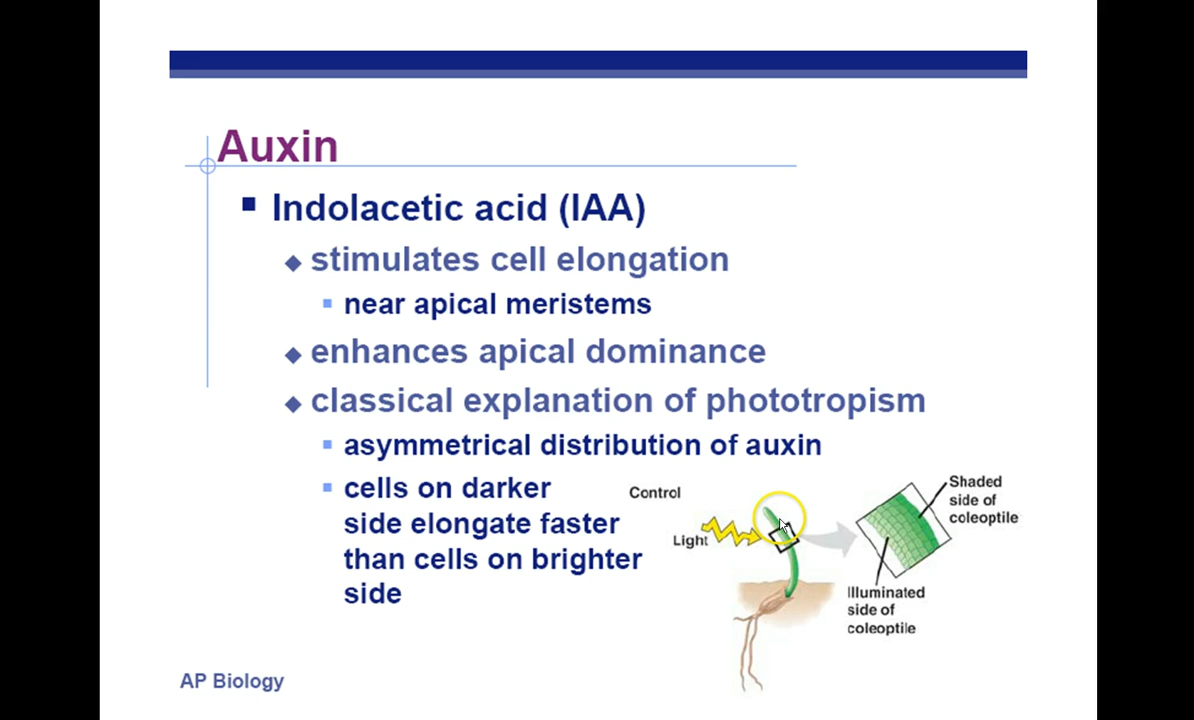 Auxin
Indolacetic acid (IAA)
stimulates cell elongation
near apical meristems
enhances apical dominance
classical explanation of phototropism
asymmetrical distribution of auxin
cells on darker
side elongate faster
than cells on brighter
side
Control
Light
Shaded
side of
coleoptile
Illuminated
side of
coleoptile
AP Biology